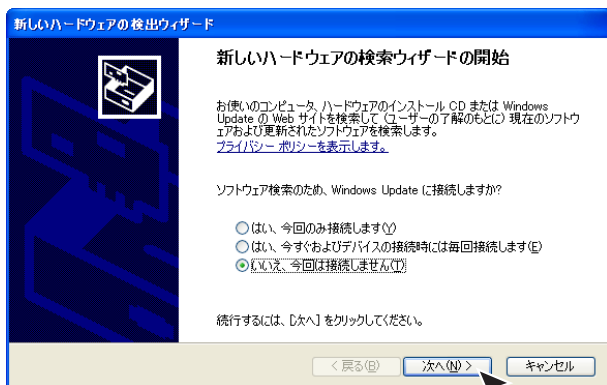 新しいハードウェアの検出ウィザード
新しいハードウェアの検索ウィザードの開始
お使いのコンピュータ、ハードウェアのインストール CD または Windows
Update の Web サイトを検索して (ユーザーの了解のもとに) 現在のソフトウ
ェアおよび更新されたソフトウェアを検索します。
プライバシー ポリシーを表示します。
ソフトウェア検索のため、Windows Update に接続しますか?
はい、今回のみ接続します(Y)
はい、今すぐおよびデバイスの接続時には毎回接続します(E)
いいえ、今回は接続しません(T)
続行するには、[次へ] をクリックしてください。
< 戻る(B)
次へ(N) >
キャンセル